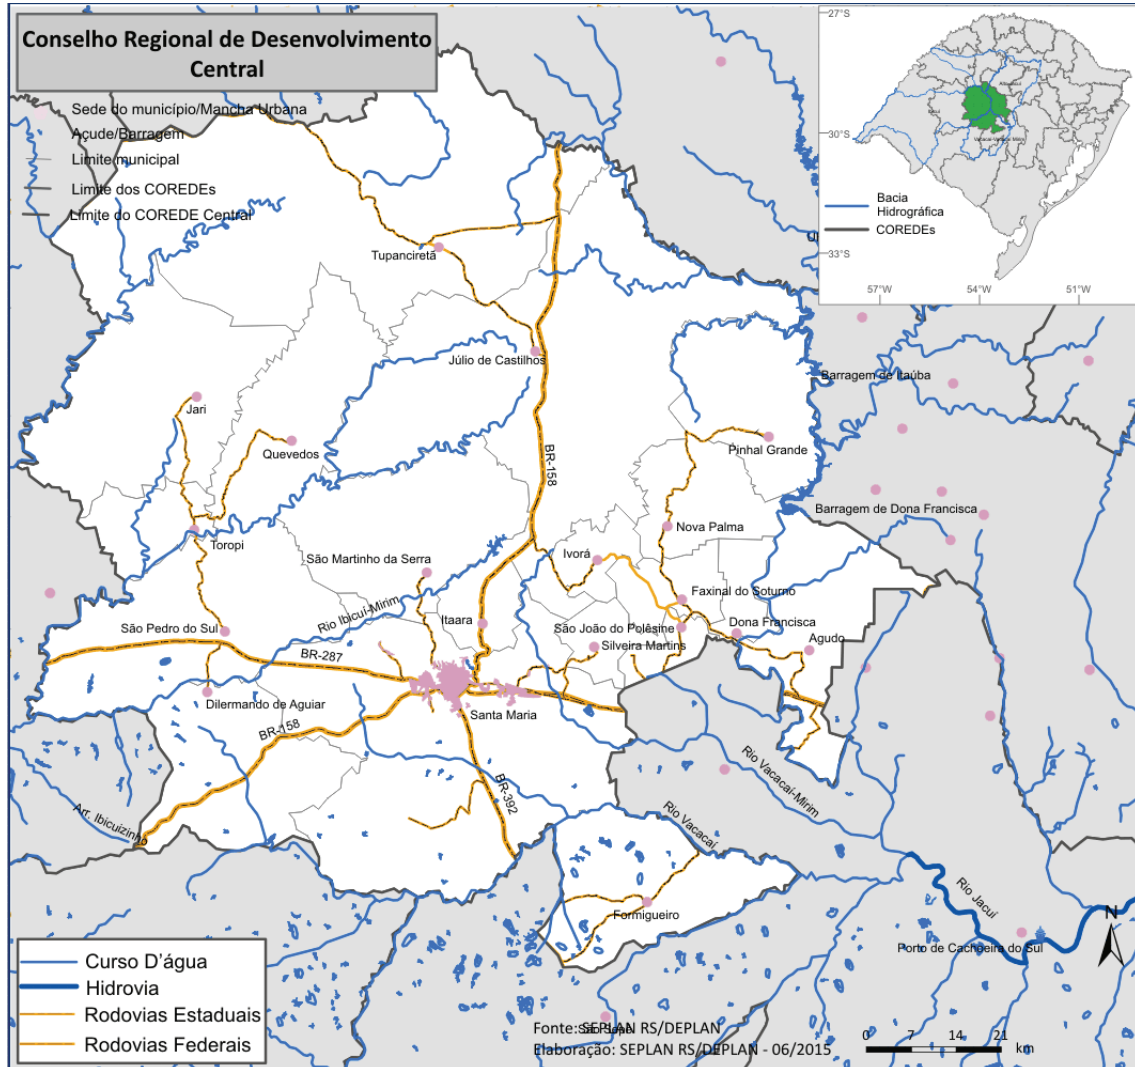 Conselho Regional de Desenvolvimento
Central
Sede do município/Mancha Urbana
Açude/Barragem
Limite municipal
Limite dos COREDEs
Limite do COREDE Central
27°S
30°S
33°S
57°W
54°W
51°W
Bacia
Hidrográfica
COREDEs
Tupanciretã
Júlio de Castilhos
Barragem de Itaúba
Jari
Quevedos
BR-158
Pinhal Grande
Barragem de Dona Francisca
Nova Palma
Toropi
São Martinho da Serra
Ivorá
Faxinal do Soturno
Rio Ibicuí-Mirim
Itaara
São Pedro do Sul
São João do Polêsine
Dona Francisca
Agudo
Silveira Martins
BR-287
Dilermando de Aguiar
Santa Maria
BR-158
BR-392
Rio Vacacaí-Mirim
Arr. Ibicuizinho
Rio Vacacaí
Rio Jacuí
Formigueiro
N
Porto de Cachoeira do Sul
Curso D'água
Hidrovia
Rodovias Estaduais
Rodovias Federais
Fonte: SEPLAN RS/DEPLAN
Elaboração: SEPLAN RS/DEPLAN - 06/2015
0 7 14 21
km